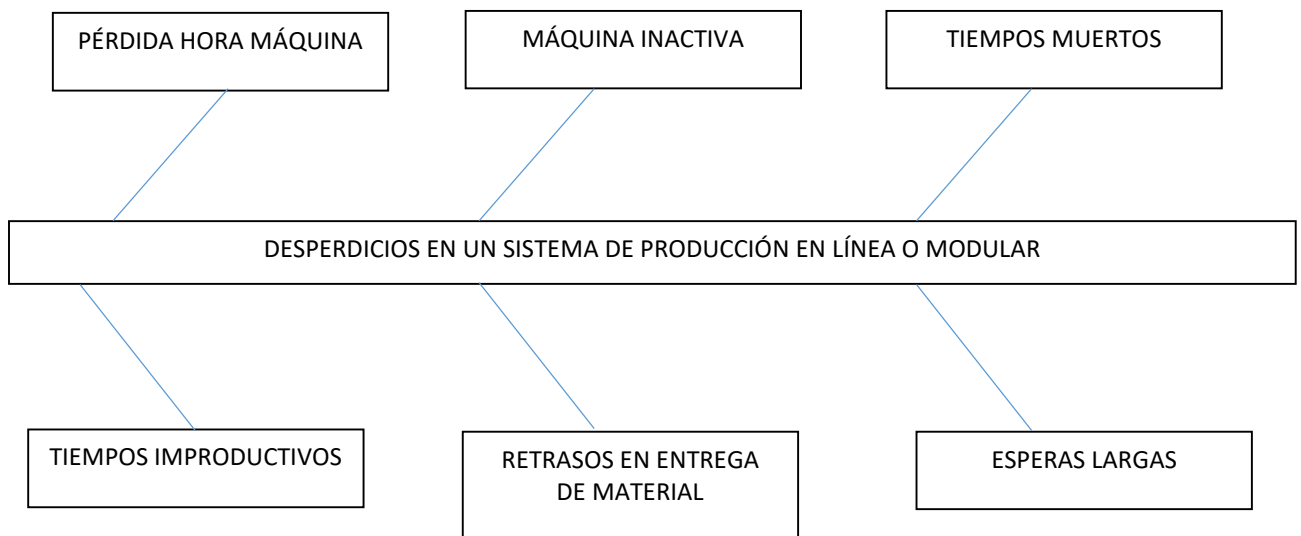 PÉRDIDA HORA MÁQUINA
MÁQUINA INACTIVA
TIEMPOS MUERTOS
DESPERDICIOS EN UN SISTEMA DE PRODUCCIÓN EN LÍNEA O MODULAR
TIEMPOS IMPRODUCTIVOS
RETRASOS EN ENTREGA
DE MATERIAL
ESPERAS LARGAS